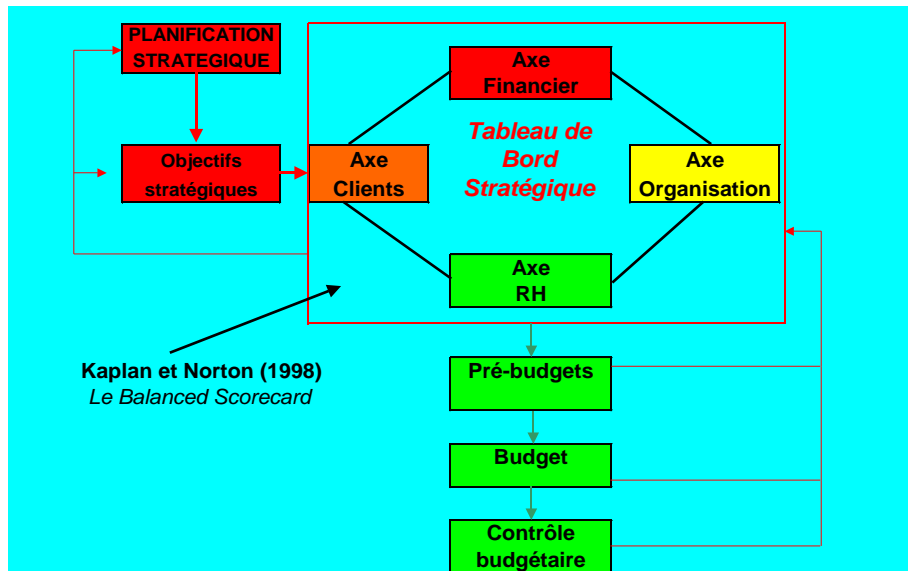 PLANIFICATION
STRATEGIQUE
Axe
Financier
Tableau de
Bord
Stratégique
Objectifs
stratégiques
Axe
Clients
Axe
Organisation
Axe
RH
Kaplan et Norton (1998)
Le Balanced Scorecard
Pré-budgets
Budget
Contrôle
budgétaire